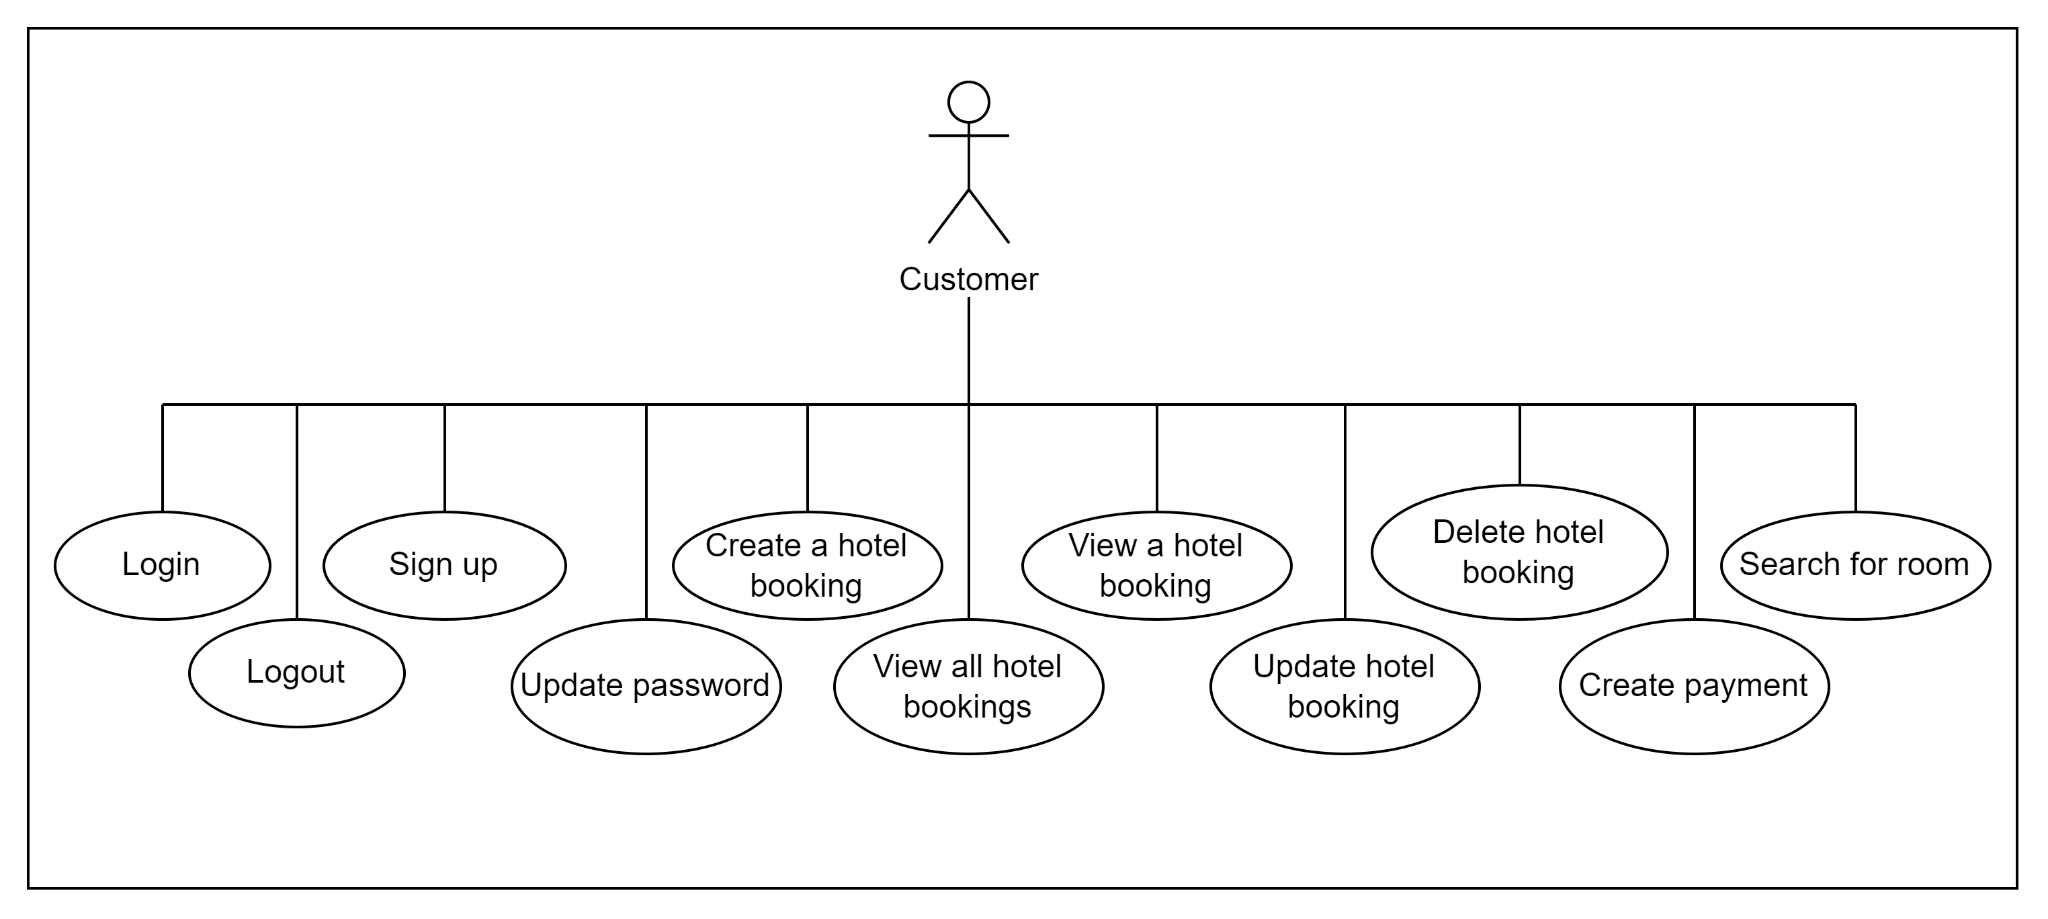 Customer
Login
Logout
Sign up
Update password
Create a hotel
booking
View all hotel
bookings
View a hotel
booking
Update hotel
booking
Delete hotel
booking
Create payment
Search for room